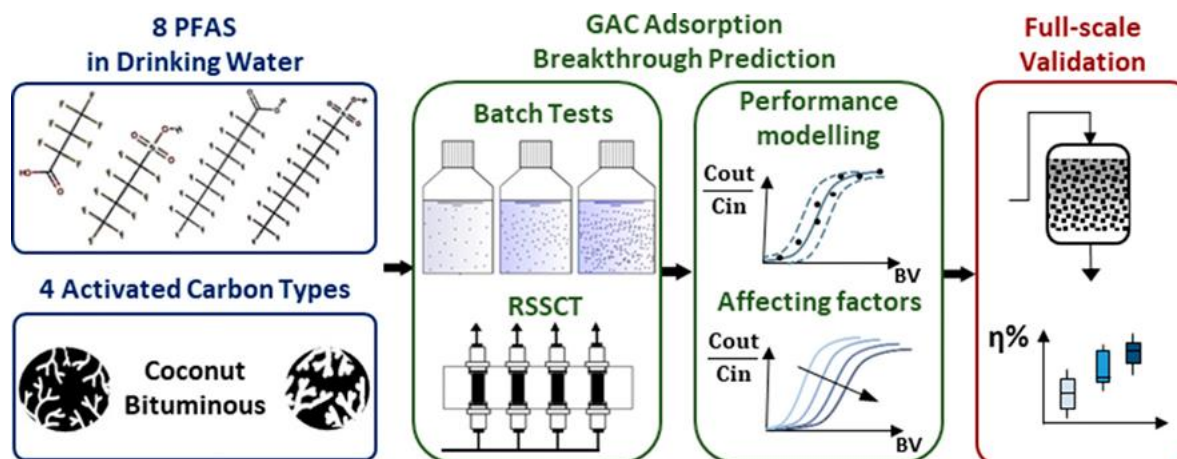 8 PFAS
in Drinking Water
4 Activated Carbon Types
Coconut
Bituminous
GAC Adsorption
Breakthrough Prediction
Batch Tests
RSSCT
Performance
modelling
Cout
Cin
BV
Affecting factors
Cout
Cin
BV
Full-scale
Validation
η%